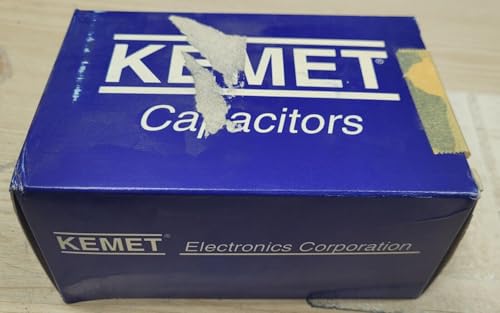 KEMET®
Capacitors
KEMET® Electronics Corporation